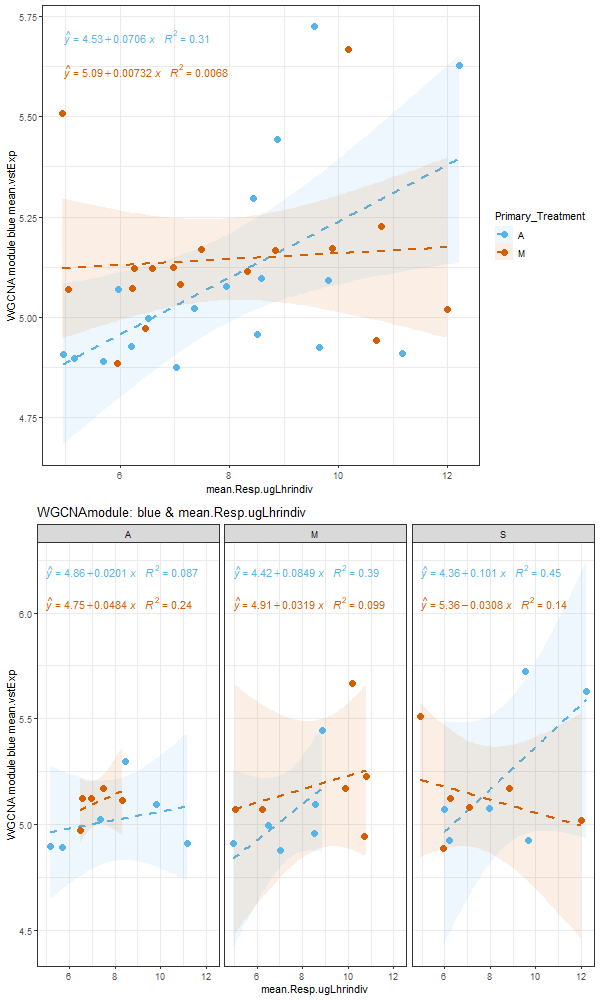 ŷ = 4.53+0.0706 x R² = 0.31
ŷ = 5.09+0.00732 x R² = 0.0068
5.75
5.50
5.25
5.00
4.75
WGCNA module blue mean.vstExp
6 8 10 12
mean.Resp.ugLhrindiv
Primary_Treatment
A
M
WGCNAmodule: blue & mean.Resp.ugLhrindiv
A M S
ŷ = 4.86+0.0201 x R² = 0.087
ŷ = 4.75+0.0484 x R² = 0.24
ŷ = 4.42+0.0849 x R² = 0.39
ŷ = 4.91+0.0319 x R² = 0.099
ŷ = 4.36+0.101 x R² = 0.45
ŷ = 5.36−0.0308 x R² = 0.14
6.0
5.5
5.0
4.5
WGCNA module blue mean.vstExp
6 8 10 12 6 8 10 12 6 8 10 12
mean.Resp.ugLhrindiv